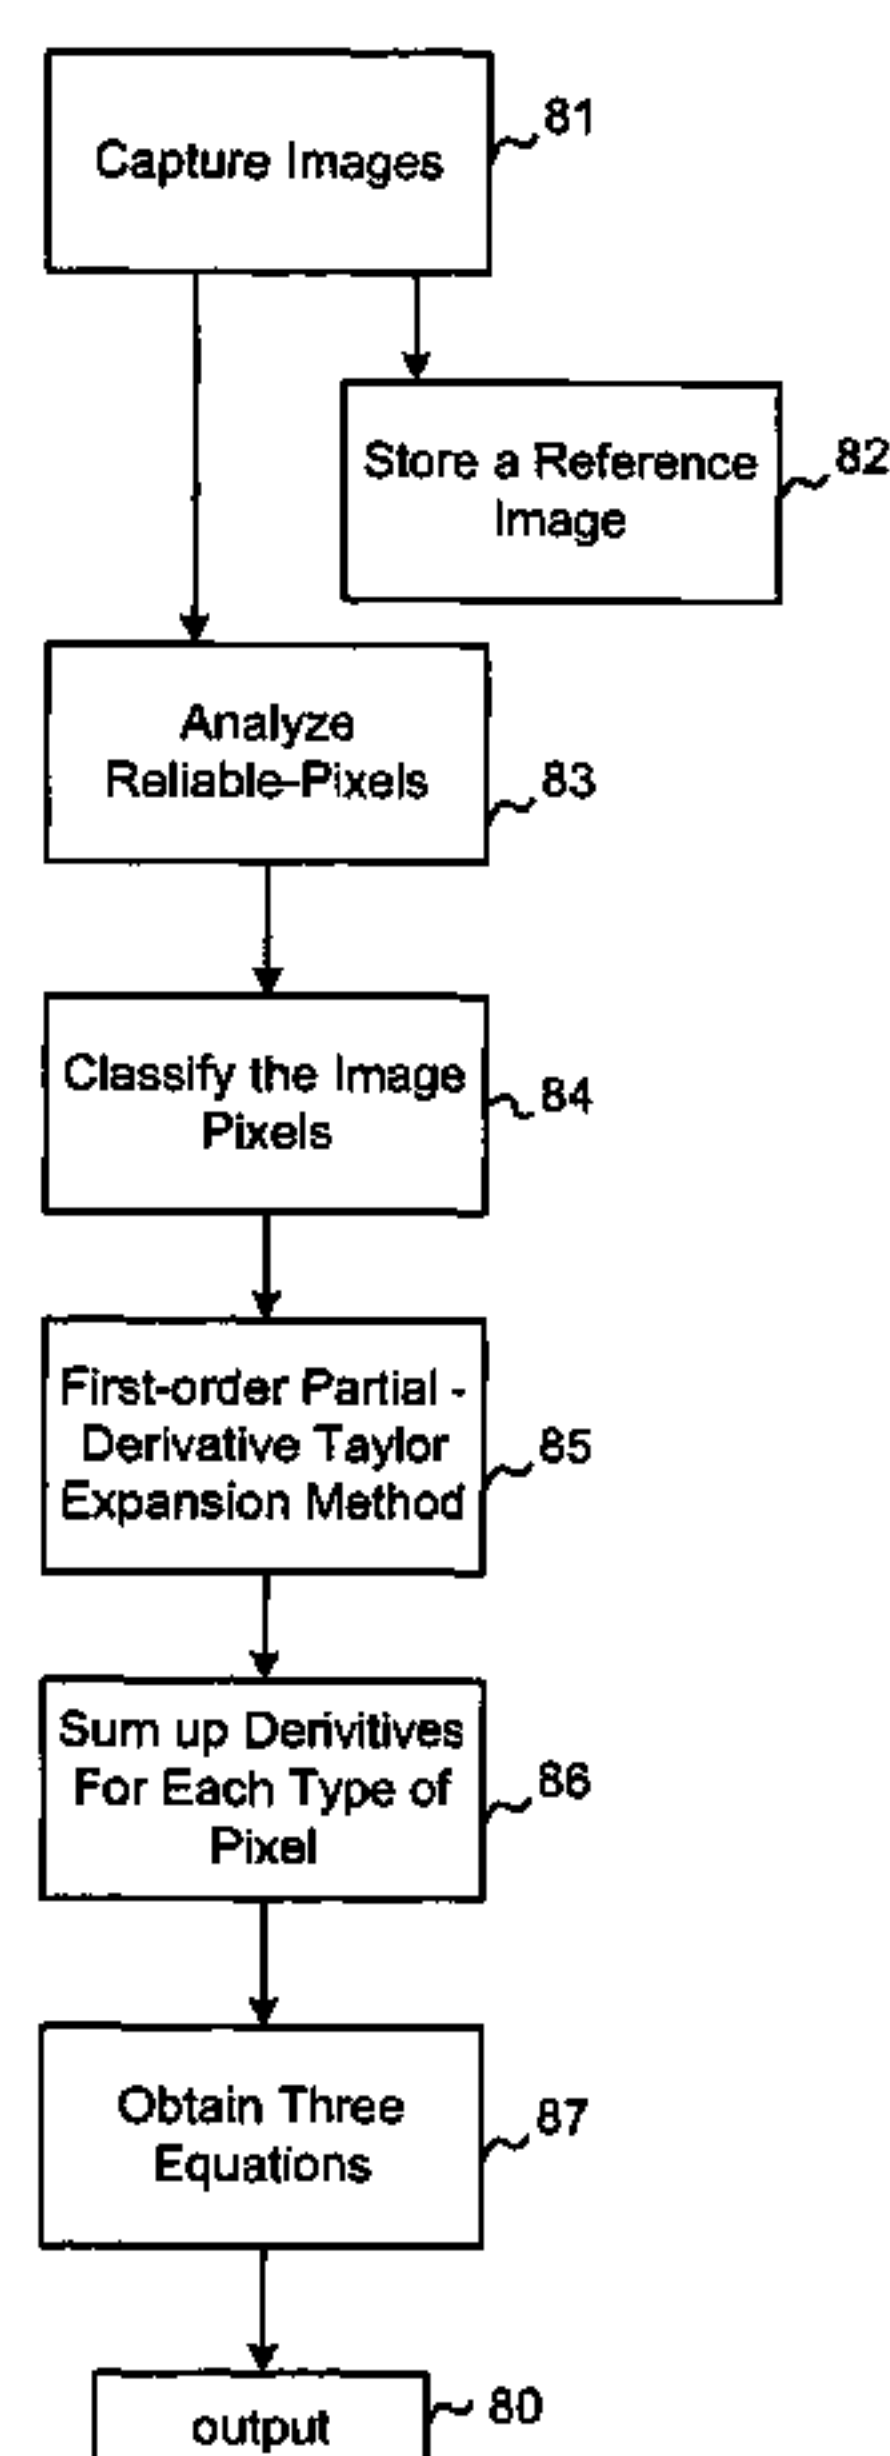 Capture Images
81
Store a Reference
Image
82
Analyze
Reliable-Pixels
83
Classify the Image
Pixels
84
First-order Partial -
Derivative Taylor
Expansion Method
85
Sum up Derivitives
For Each Type of
Pixel
86
Obtain Three
Equations
87
output
80